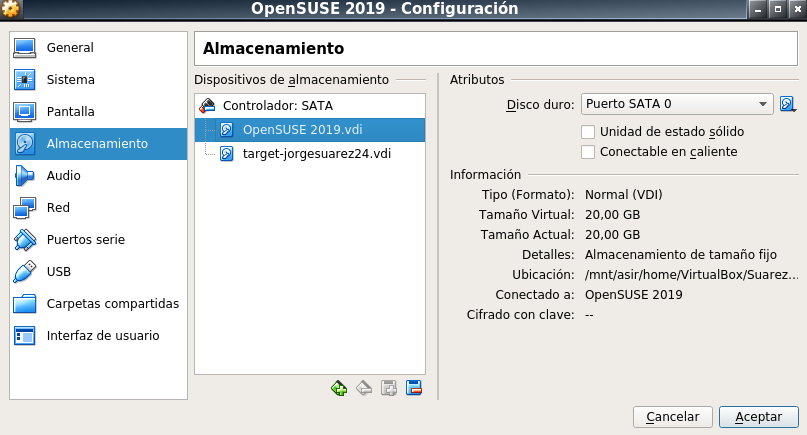 OpenSUSE 2019 - Configuración
General
Sistema
Pantalla
Almacenamiento
Audio
Red
Puertos serie
USB
Carpetas compartidas
Interfaz de usuario
Almacenamiento
Dispositivos de almacenamiento
Controlador: SATA
OpenSUSE 2019.vdi
target-jorgesuarez24.vdi
Atributos
Disco duro: Puerto SATA 0
Unidad de estado sólido
Conectable en caliente
Información
Tipo (Formato): Normal (VDI)
Tamaño Virtual: 20,00 GB
Tamaño Actual: 20,00 GB
Detalles: Almacenamiento de tamaño fijo
Ubicación: /mnt/asir/home/VirtualBox/Suarez...
Conectado a: OpenSUSE 2019
Cifrado con clave: --
Cancelar
Aceptar